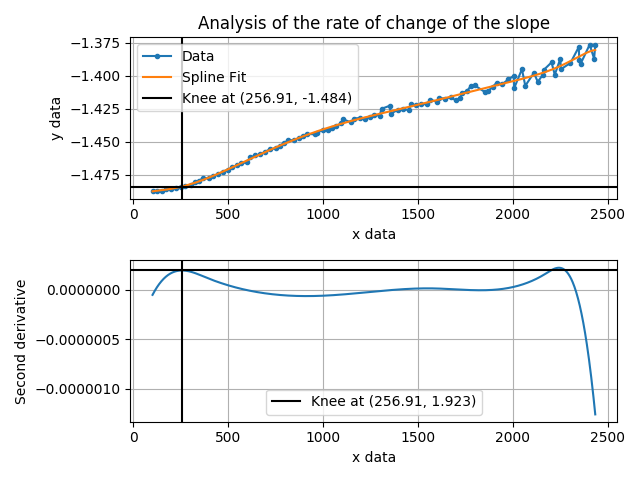 Analysis of the rate of change of the slope
y data
−1.375
−1.400
−1.425
−1.450
−1.475
Data
Spline Fit
Knee at (256.91, -1.484)
0 500 1000 1500 2000 2500
x data
Second derivative
0.0000000
−0.0000005
−0.0000010
Knee at (256.91, 1.923)
0 500 1000 1500 2000 2500
x data